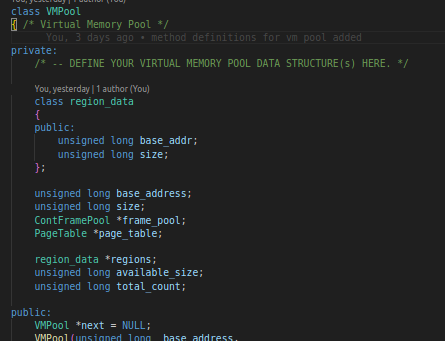 You, yesterday | 1 author (You)
class VMPool
{ /* Virtual Memory Pool */
You, 3 days ago • method definitions for vm pool added
private:
/* -- DEFINE YOUR VIRTUAL MEMORY POOL DATA STRUCTURE(s) HERE. */
You, yesterday | 1 author (You)
class region_data
{
public:
unsigned long base_addr;
unsigned long size;
};
unsigned long base_address;
unsigned long size;
ContFramePool *frame_pool;
PageTable *page_table;
region_data *regions;
unsigned long available_size;
unsigned long total_count;
public:
VMPool *next = NULL;
VMPool(unsigned long _base_address,